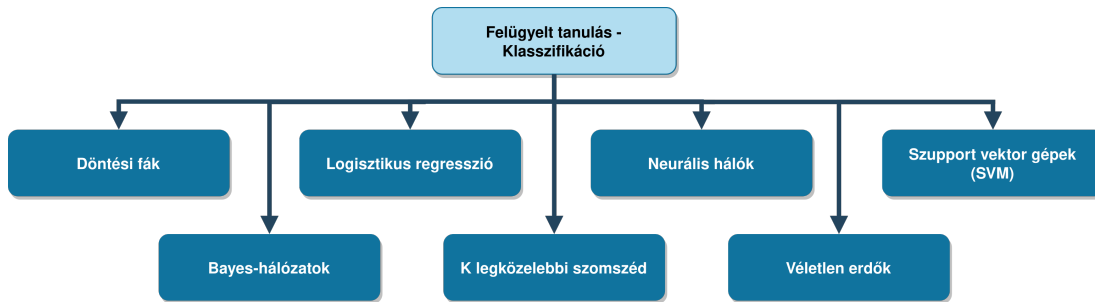 Felügyelt tanulás -
Klasszifikáció
Döntési fák
Logisztikus regresszió
Neurális hálók
Szupport vektor gépek
(SVM)
Bayes-hálózatok
K legközelebbi szomszéd
Véletlen erdők